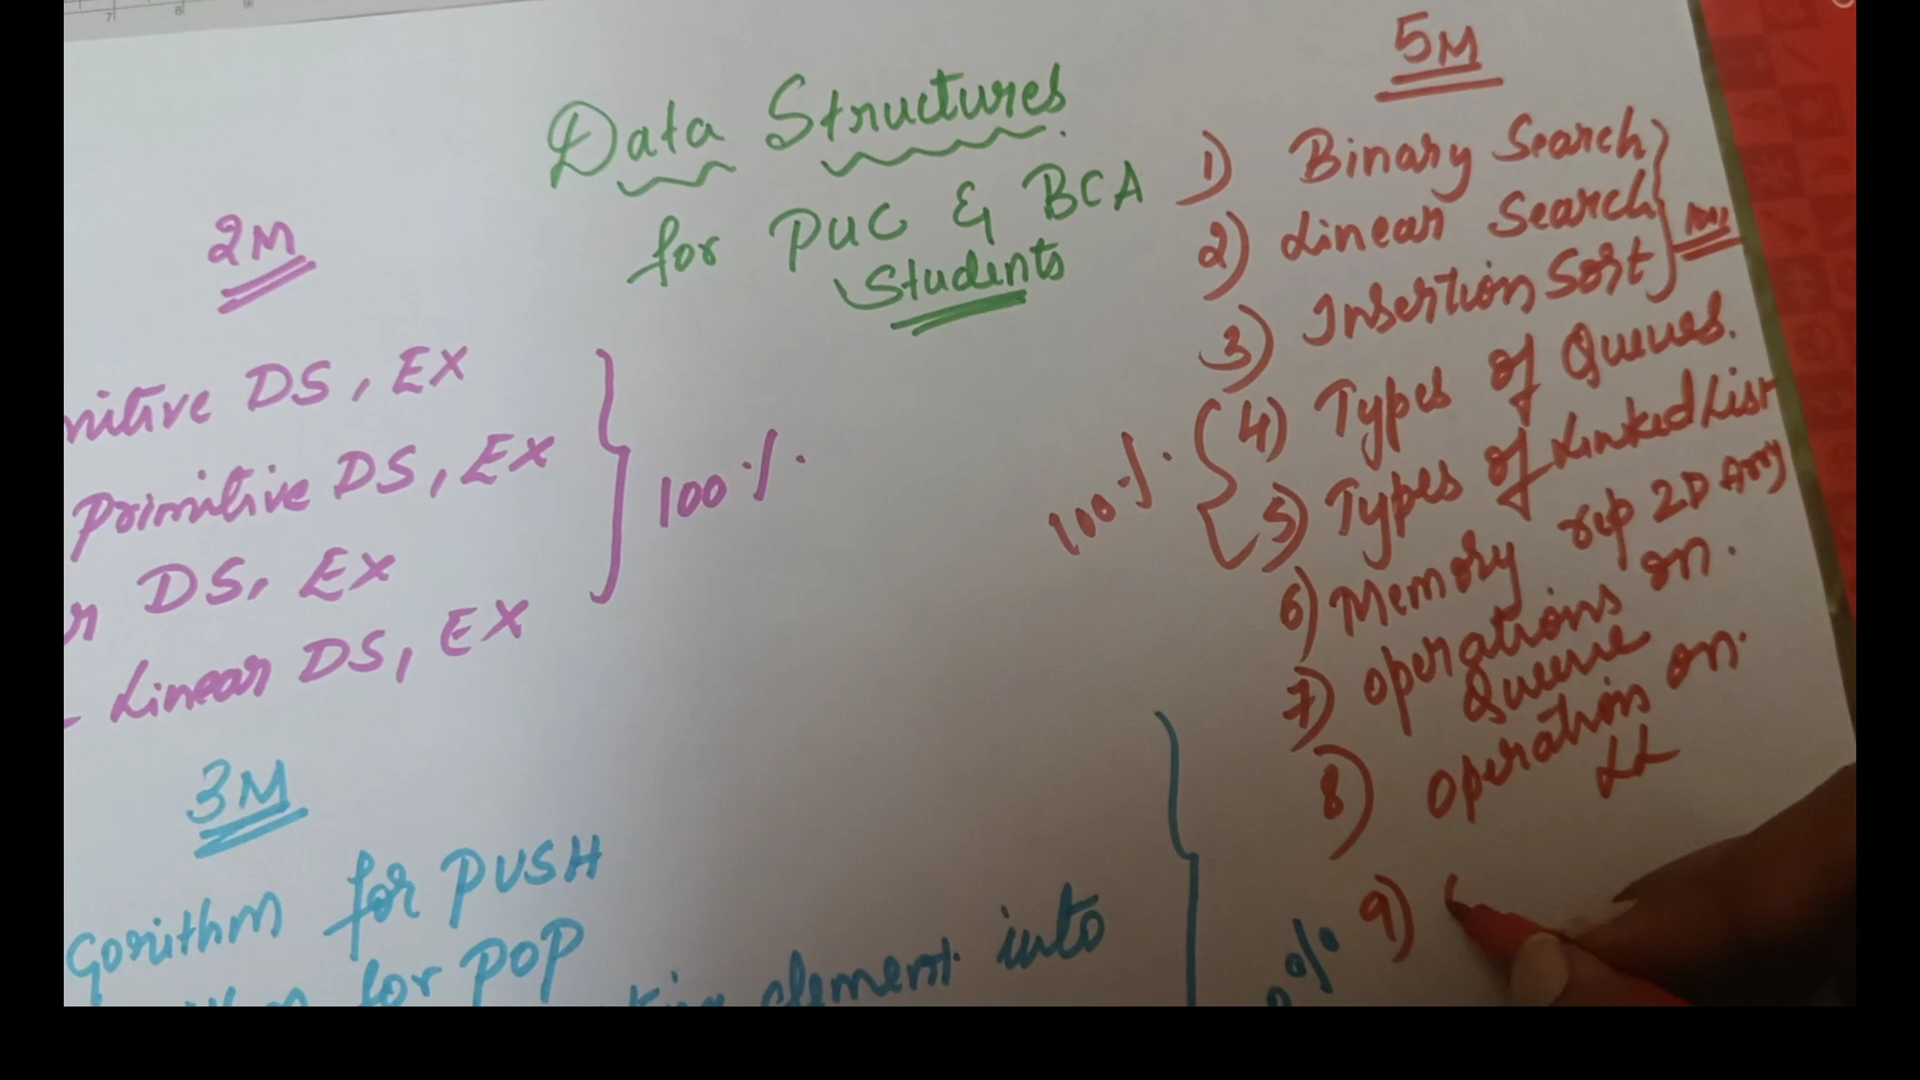 Data Structures
for PUC & BCA
Students
2M
mitive DS, EX
Primitive DS, EX
r DS, EX
- Linear DS, EX
100%.
3M
gorithm for PUSH
for POP
element into
5M
1) Binary Search
2) Linear Search
3) Insertion Sort
4) Types of Queues.
5) Types of Linked List
100%.
6) Memory rep 2D Arry
7) operations on.
Queue
8) operation on.
LL
9)